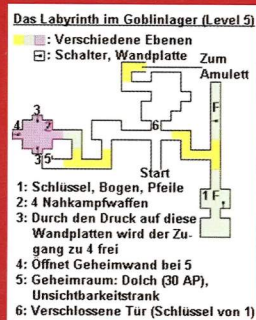 Das Labyrinth im Goblinlager (Level 5)
: Verschiedene Ebenen
: Schalter, Wandplatte
Zum
Amulett
3
F
4
2
6
3
5
Start
1 F
1: Schlüssel, Bogen, Pfeile
2: 4 Nahkampfwaffen
3: Durch den Druck auf diese
Wandplatten wird der Zu-
gang zu 4 frei
4: Öffnet Geheimwand bei 5
5: Geheimraum: Dolch (30 AP),
Unsichtbarkeitstrank
6: Verschlossene Tür (Schlüssel von 1)